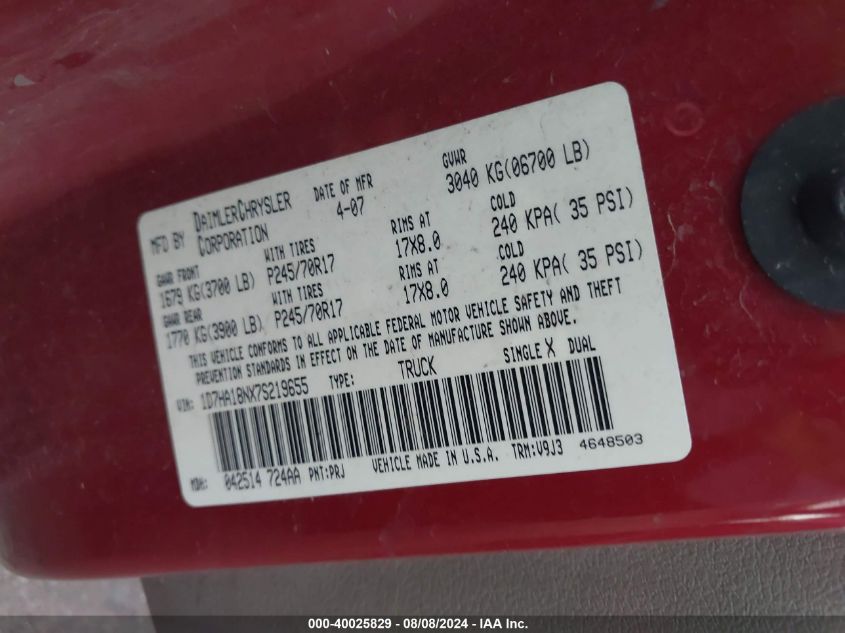 MFD BY DAIMLERCHRYSLER CORPORATION DATE OF MFR 4-07 GVWR 3040 KG(06700 LB)
GAWR FRONT WITH TIRES RIMS AT COLD
1679 KG(3700 LB) P245/70R17 17X8.0 240 KPA( 35 PSI)
GAWR REAR WITH TIRES RIMS AT COLD
1770 KG(3900 LB) P245/70R17 17X8.0 240 KPA( 35 PSI)
THIS VEHICLE CONFORMS TO ALL APPLICABLE FEDERAL MOTOR VEHICLE SAFETY AND THEFT
PREVENTION STANDARDS IN EFFECT ON THE DATE OF MANUFACTURE SHOWN ABOVE.
VIN: 1D7HA18NX7S219655 TYPE: TRUCK SINGLE X DUAL
MDH: 042514 724AA PNT:PRJ VEHICLE MADE IN U.S.A. TRM:V9J3 4648503
000-40025829 - 08/08/2024 - IAA Inc.